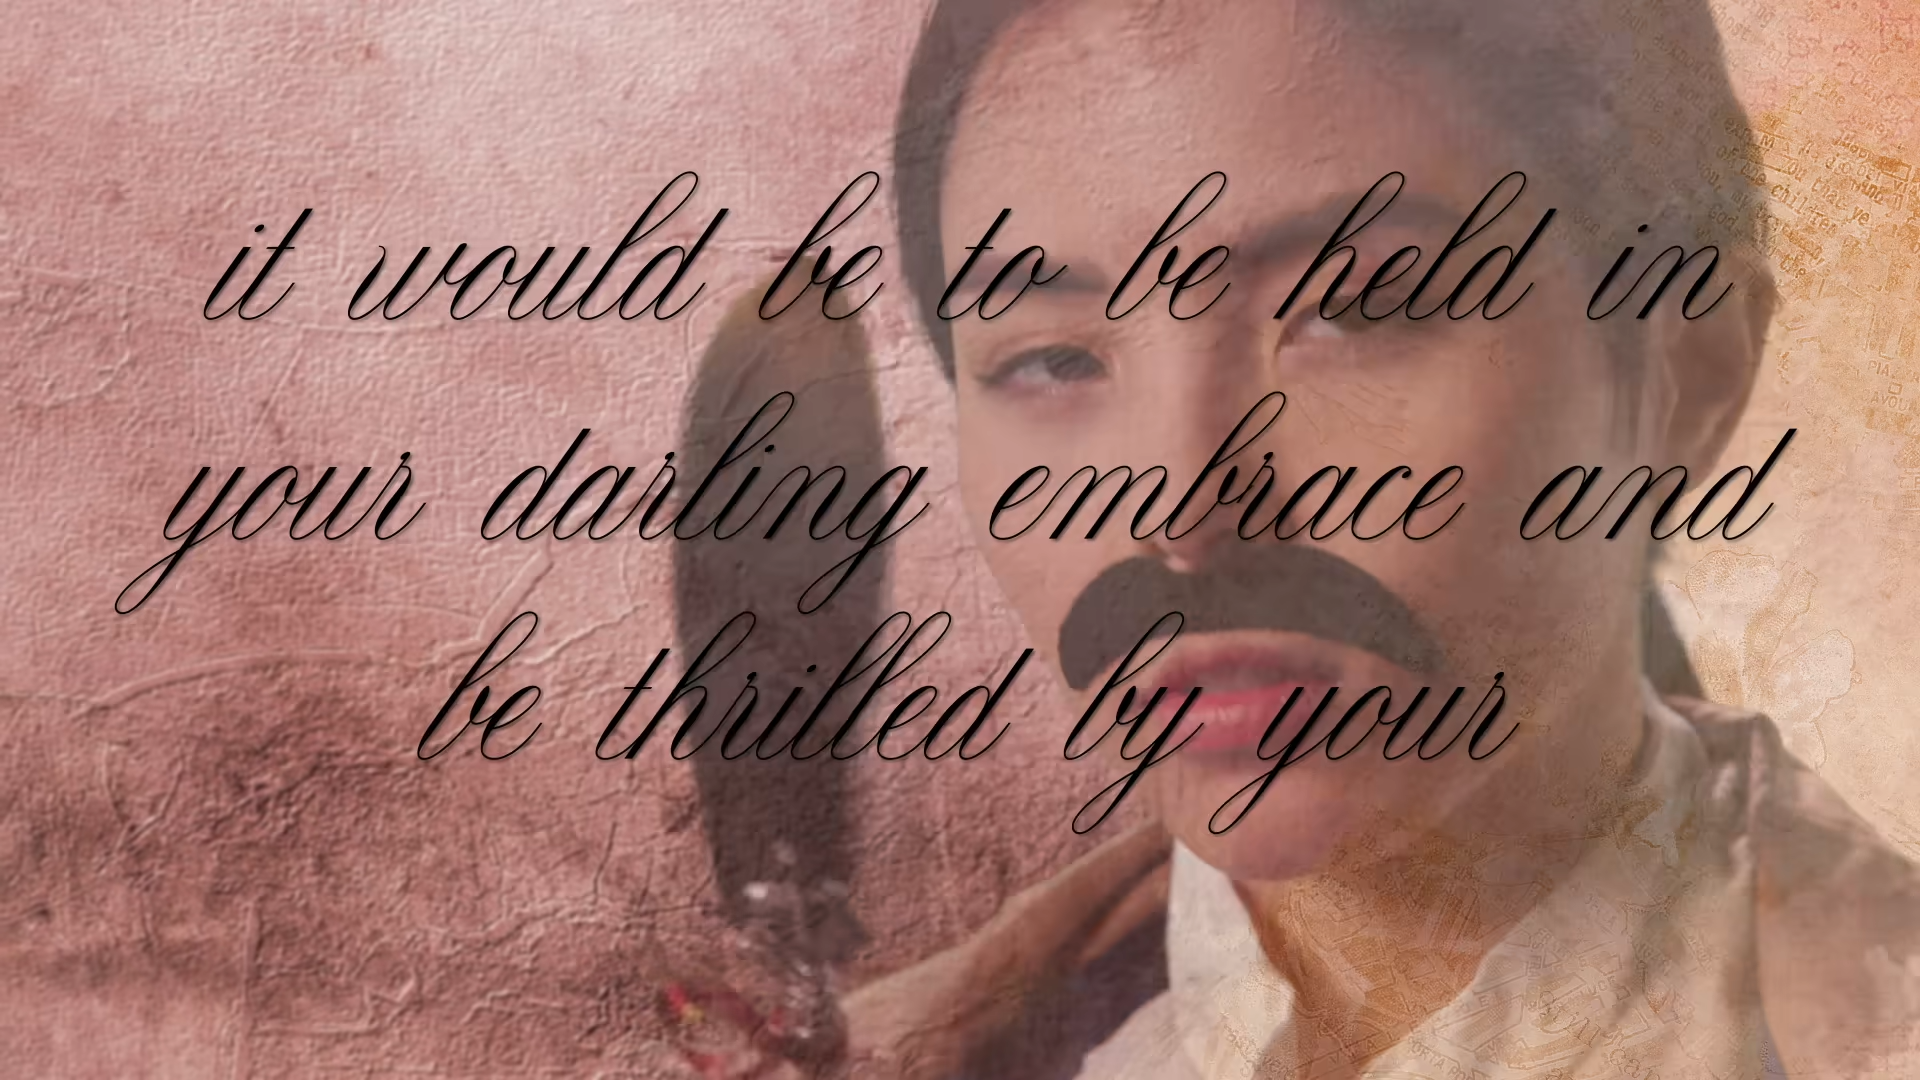 it would be to be held in
your darling embrace and
be thrilled by your